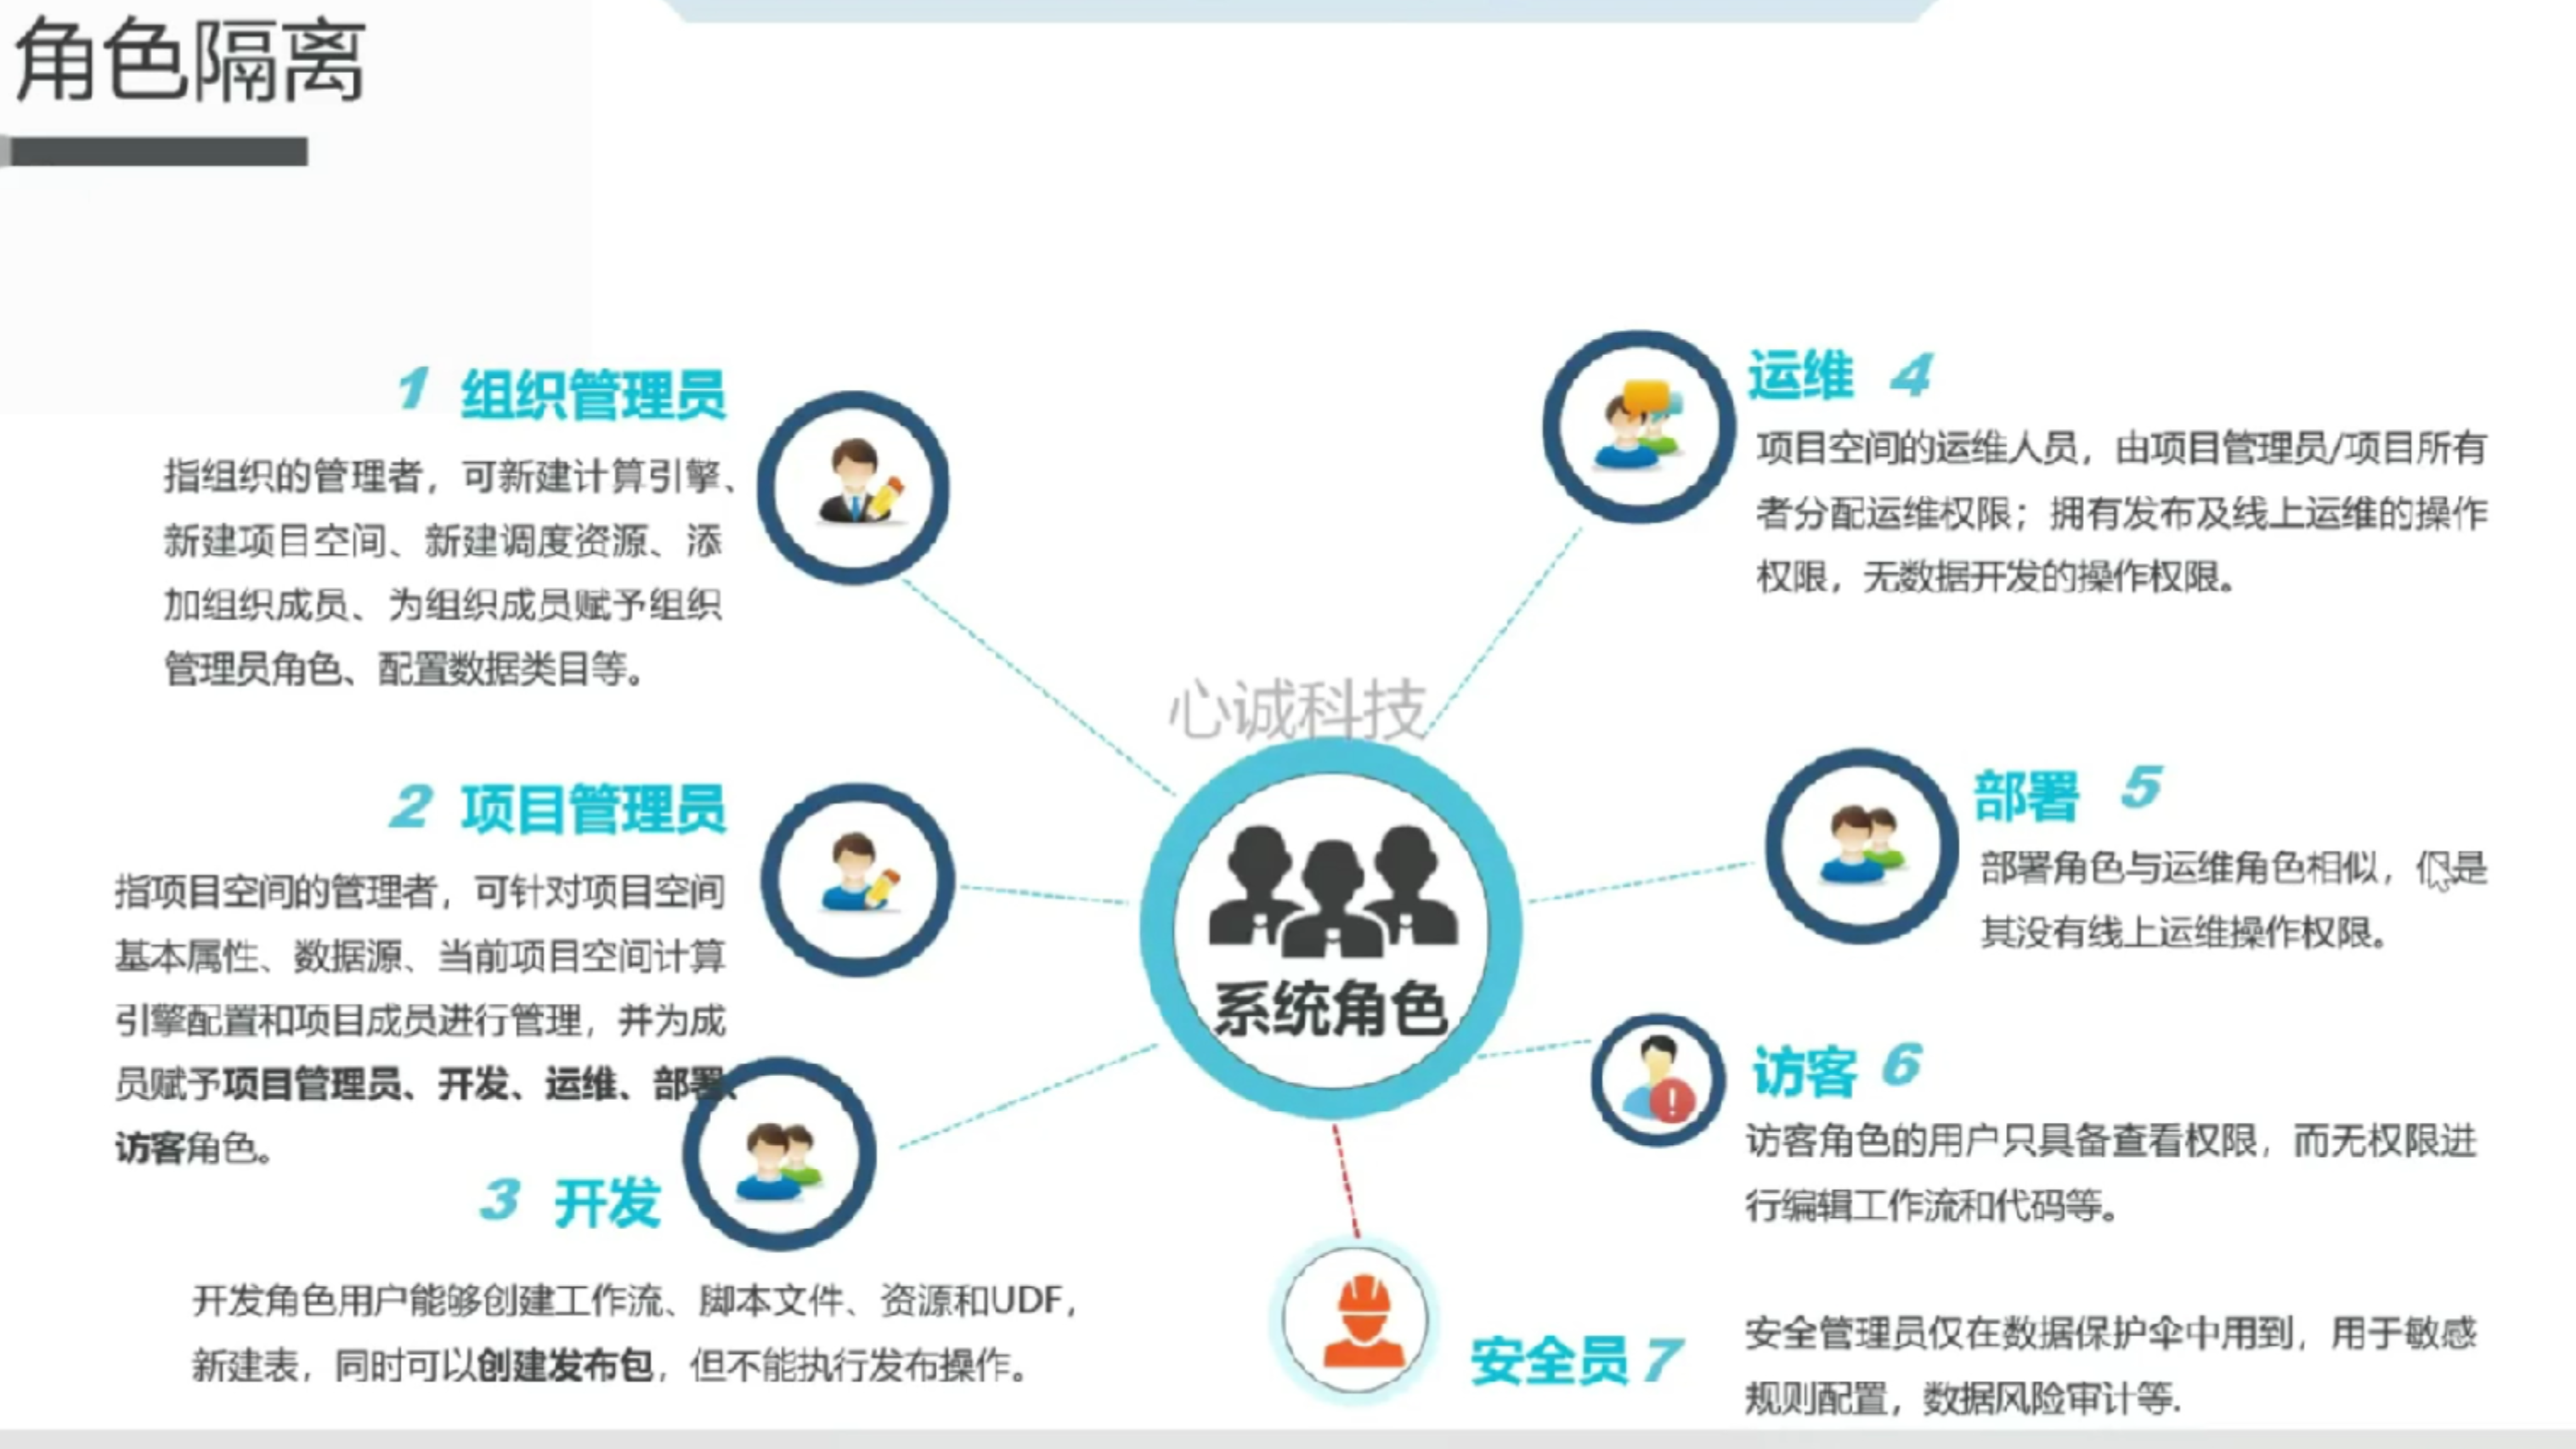 角色隔离
1 组织管理员
指组织的管理者，可新建计算引擎、
新建项目空间、新建调度资源、添
加组织成员、为组织成员赋予组织
管理员角色、配置数据类目等。
2 项目管理员
指项目空间的管理者，可针对项目空间
基本属性、数据源、当前项目空间计算
引擎配置和项目成员进行管理，并为成
员赋予项目管理员、开发、运维、部署、
访客角色。
3 开发
开发角色用户能够创建工作流、脚本文件、资源和UDF，
新建表，同时可以创建发布包，但不能执行发布操作。
心诚科技
系统角色
运维 4
项目空间的运维人员，由项目管理员/项目所有
者分配运维权限；拥有发布及线上运维的操作
权限，无数据开发的操作权限。
部署 5
部署角色与运维角色相似，但是
其没有线上运维操作权限。
访客 6
访客角色的用户只具备查看权限，而无权限进
行编辑工作流和代码等。
安全员 7
安全管理员仅在数据保护伞中用到，用于敏感
规则配置，数据风险审计等.